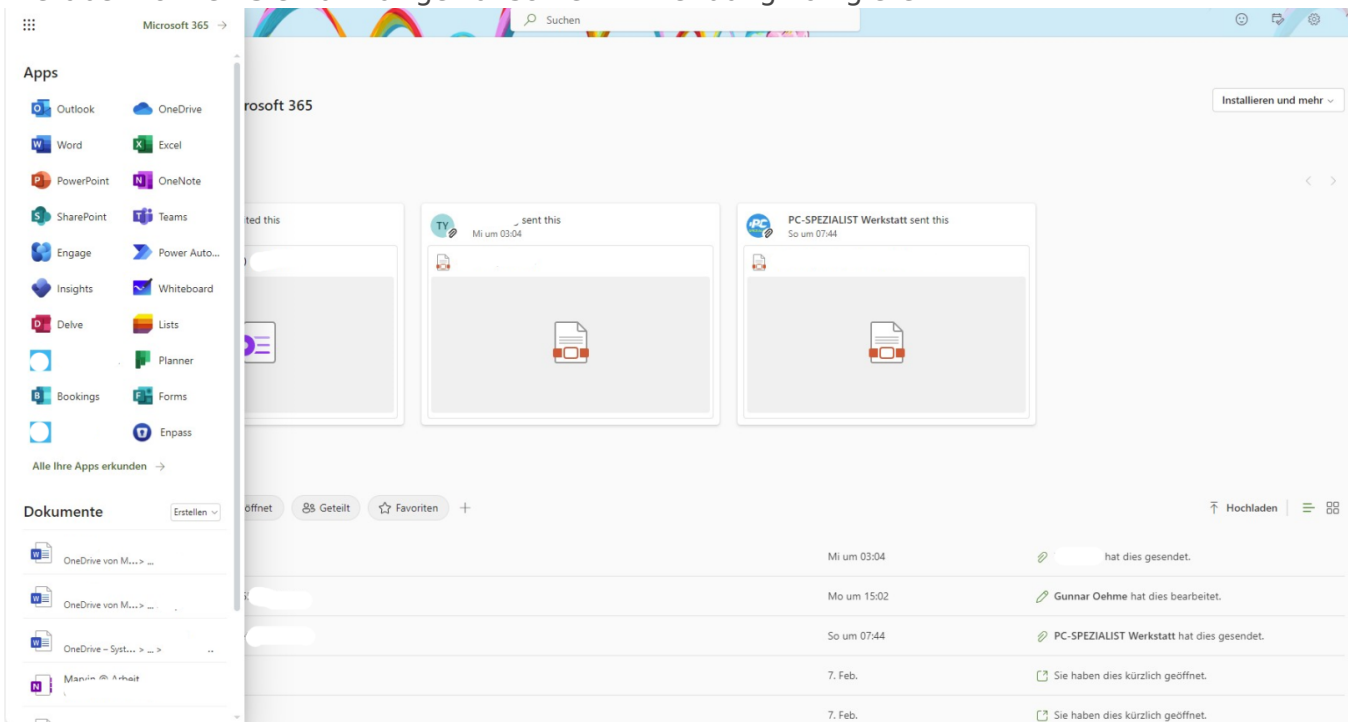 Microsoft 365 →
Suchen
Apps
Outlook OneDrive
Word Excel
PowerPoint OneNote
SharePoint Teams
Engage Power Auto...
Insights Whiteboard
Delve Lists
Planner
Bookings Forms
Enpass
Alle Ihre Apps erkunden →
Dokumente Erstellen
OneDrive von M...> ...
OneDrive von M...> ...
OneDrive – Syst... > ... > ..
rosoft 365
Installieren und mehr
ted this
TY sent this
Mi um 03:04
PC-SPEZIALIST Werkstatt sent this
So um 07:44
öffnet Geteilt Favoriten +
Hochladen
Mi um 03:04 hat dies gesendet.
Mo um 15:02 Gunnar Oehme hat dies bearbeitet.
So um 07:44 PC-SPEZIALIST Werkstatt hat dies gesendet.
7. Feb. Sie haben dies kürzlich geöffnet.
7. Feb. Sie haben dies kürzlich geöffnet.